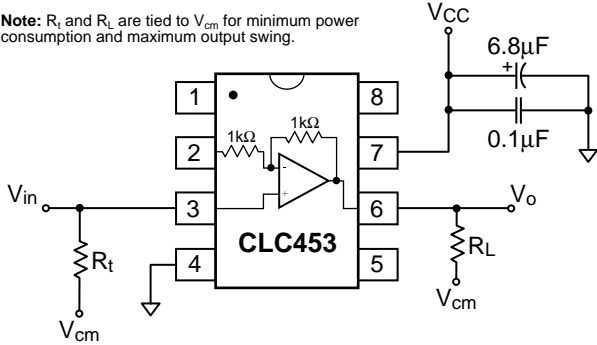 Note: Rt and RL are tied to Vcm for minimum power
consumption and maximum output swing.
VCC
6.8μF
+
0.1μF
1
8
1kΩ
1kΩ
2
7
-
+
Vin
3
6
Vo
CLC453
Rt
4
5
RL
Vcm
Vcm